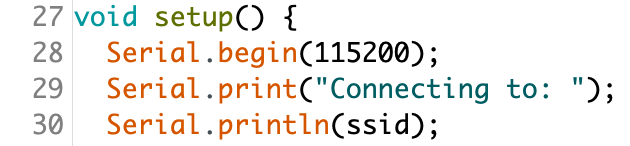 27 void setup() {
28   Serial.begin(115200);
29   Serial.print("Connecting to: ");
30   Serial.println(ssid);